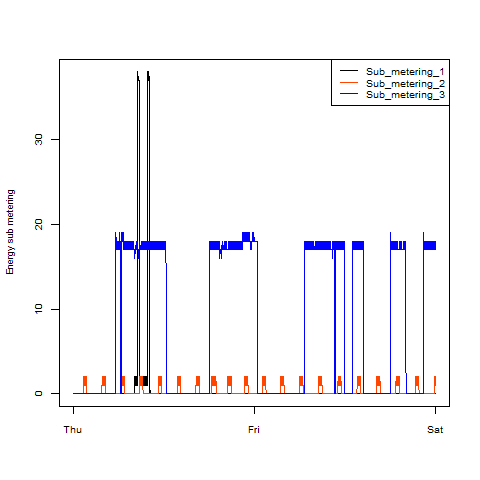 Sub_metering_1
Sub_metering_2
Sub_metering_3
Energy sub metering
30
20
10
0
Thu
Fri
Sat